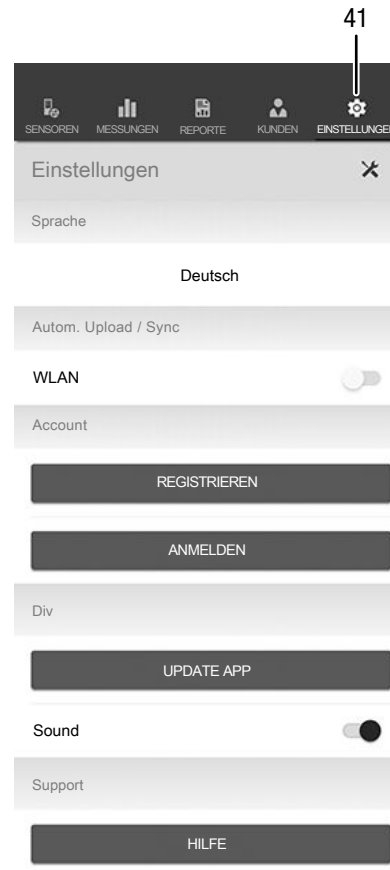 41
SENSOREN MESSUNGEN REPORTE KUNDEN EINSTELLUNGEN
Einstellungen
Sprache
Deutsch
Autom. Upload / Sync
WLAN
Account
REGISTRIEREN
ANMELDEN
Div
UPDATE APP
Sound
Support
HILFE